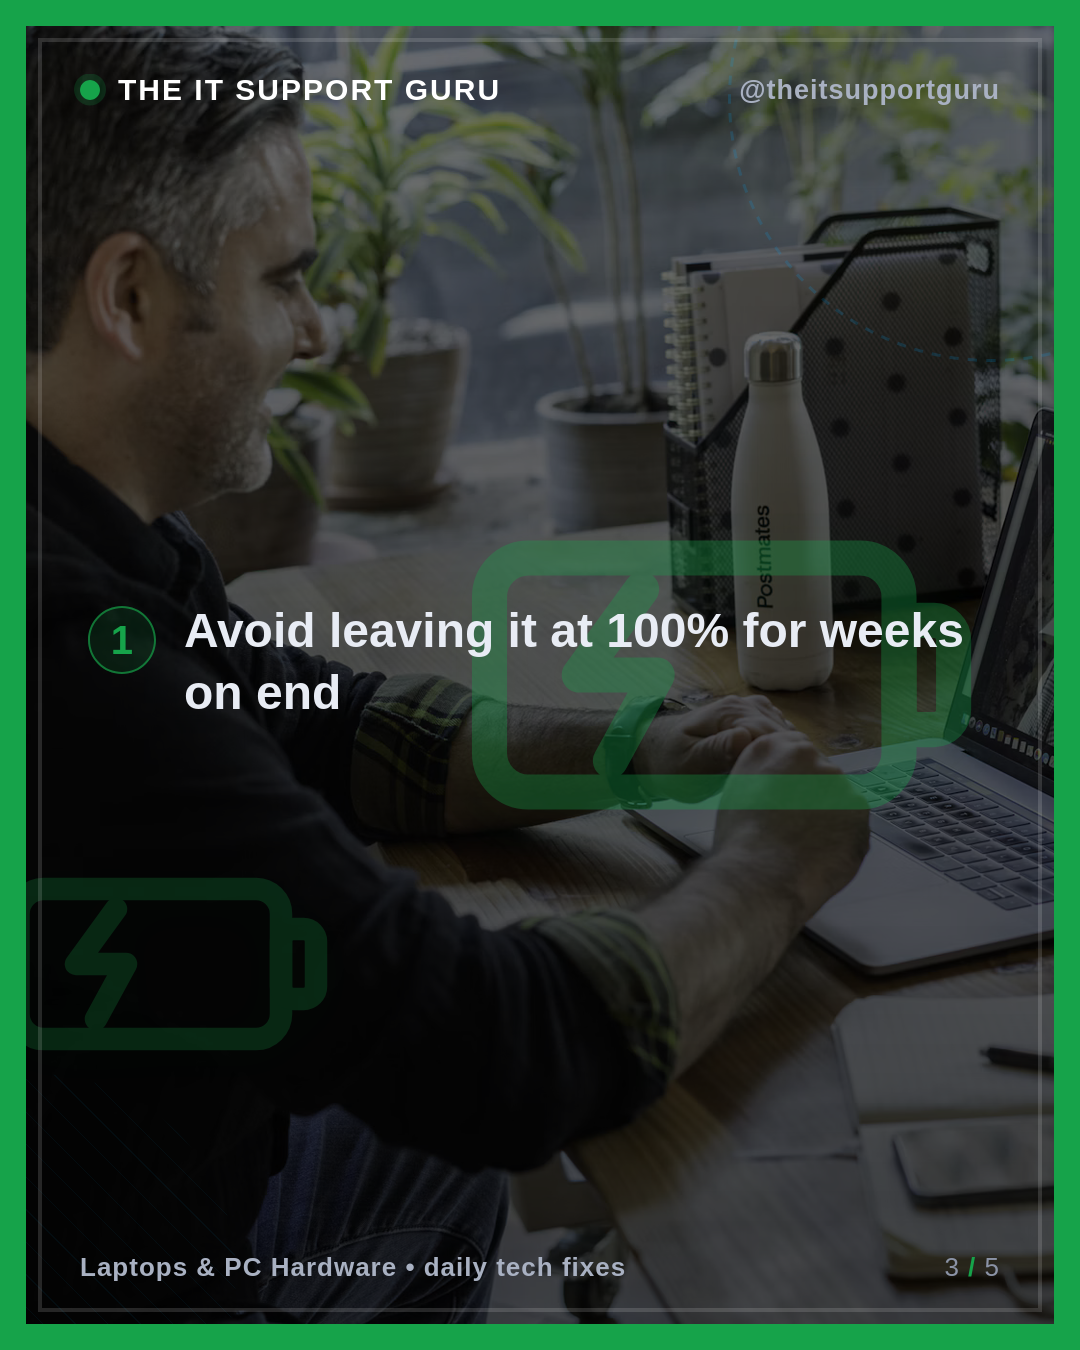 THE IT SUPPORT GURU
@theitsupportguru
Postmates
1
Avoid leaving it at 100% for weeks
on end
Laptops & PC Hardware • daily tech fixes
3 / 5